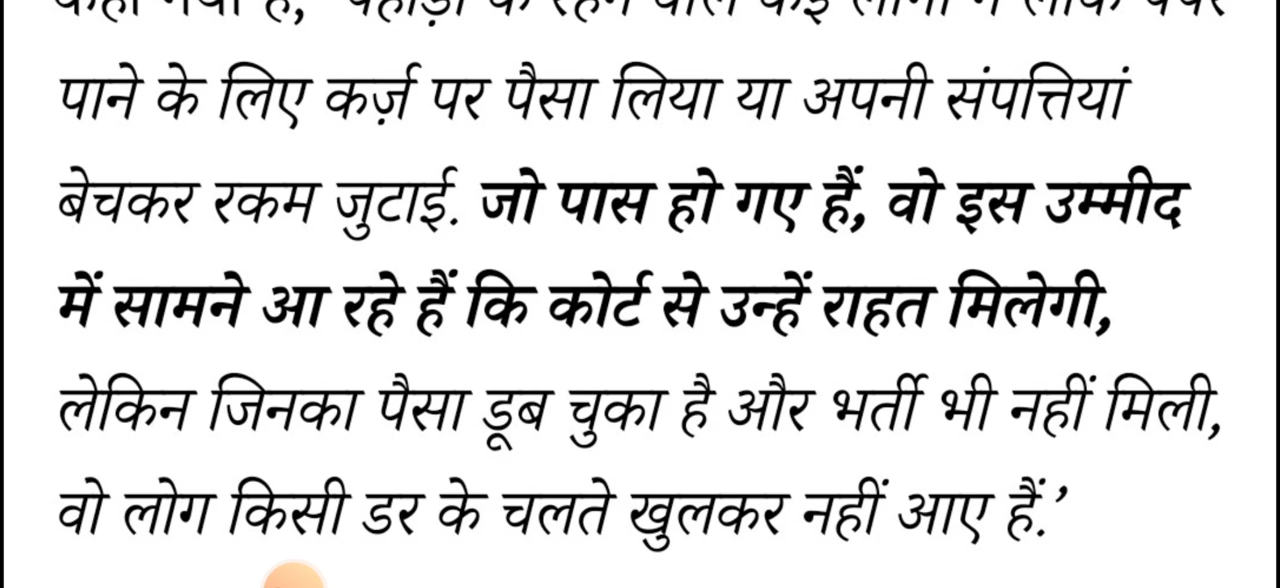 पाने के लिए कर्ज़ पर पैसा लिया या अपनी संपत्तियां
बेचकर रकम जुटाई. जो पास हो गए हैं, वो इस उम्मीद
में सामने आ रहे हैं कि कोर्ट से उन्हें राहत मिलेगी,
लेकिन जिनका पैसा डूब चुका है और भर्ती भी नहीं मिली,
वो लोग किसी डर के चलते खुलकर नहीं आए हैं.’